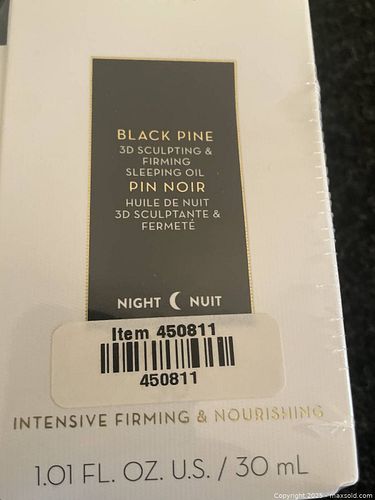 BLACK PINE
3D SCULPTING &
FIRMING
SLEEPING OIL
PIN NOIR
HUILE DE NUIT
3D SCULPTANTE &
FERMETÉ
NIGHT NUIT
Item 450811
450811
INTENSIVE FIRMING & NOURISHING
1.01 FL. OZ. U.S. / 30 mL
Copyright 2025 - maxsold.com